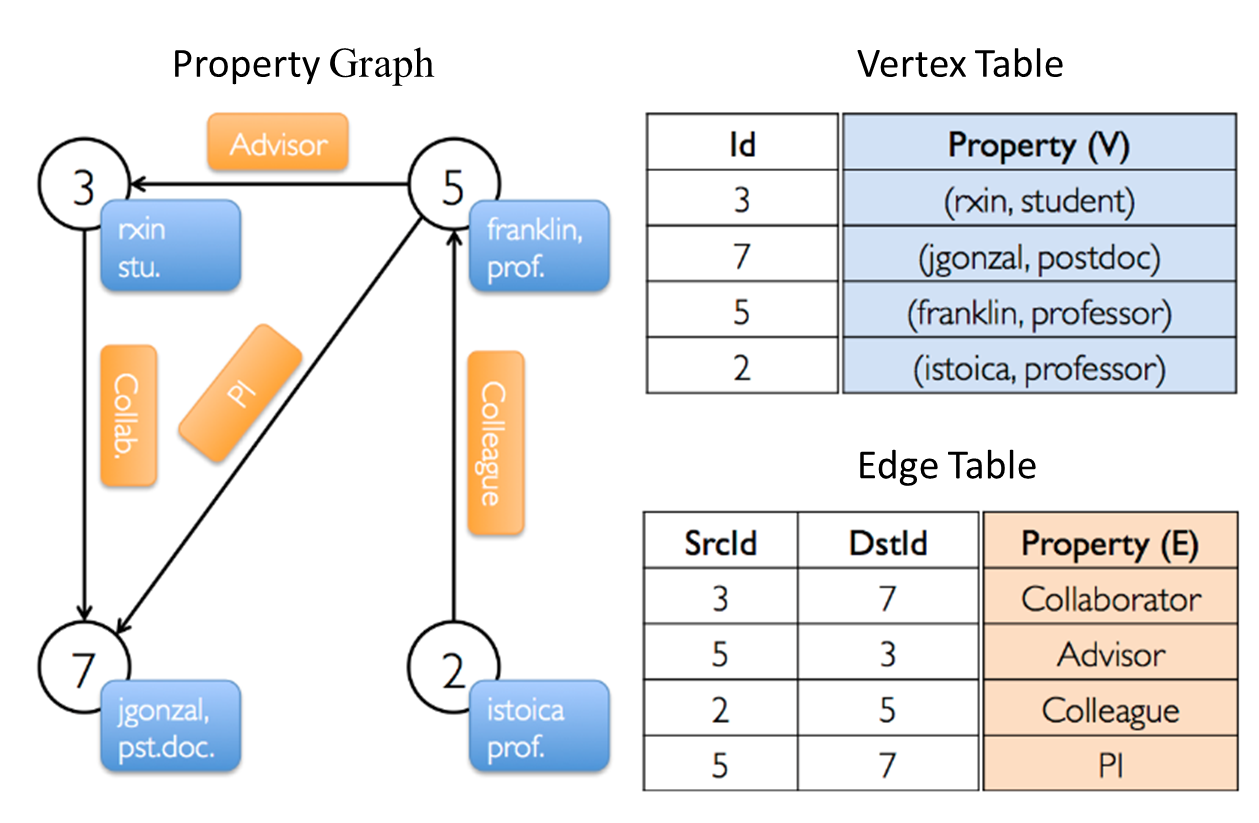 Property Graph
Advisor
3
5
rxin
stu.
franklin,
prof.
Collab.
PI
Colleague
7
2
jgonzal,
pst.doc.
istoica
prof.
Vertex Table
Id Property (V)
3 (rxin, student)
7 (jgonzal, postdoc)
5 (franklin, professor)
2 (istoica, professor)
Edge Table
SrcId DstId Property (E)
3 7 Collaborator
5 3 Advisor
2 5 Colleague
5 7 PI